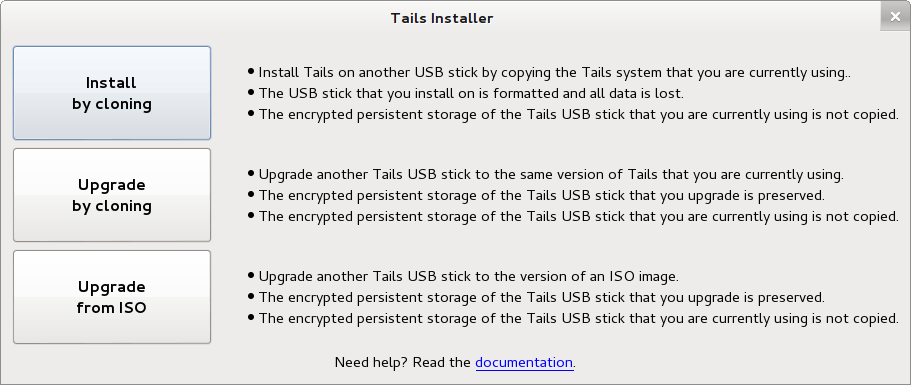 Tails Installer
Install
by cloning
• Install Tails on another USB stick by copying the Tails system that you are currently using..
• The USB stick that you install on is formatted and all data is lost.
• The encrypted persistent storage of the Tails USB stick that you are currently using is not copied.
Upgrade
by cloning
• Upgrade another Tails USB stick to the same version of Tails that you are currently using.
• The encrypted persistent storage of the Tails USB stick that you upgrade is preserved.
• The encrypted persistent storage of the Tails USB stick that you are currently using is not copied.
Upgrade
from ISO
• Upgrade another Tails USB stick to the version of an ISO image.
• The encrypted persistent storage of the Tails USB stick that you upgrade is preserved.
• The encrypted persistent storage of the Tails USB stick that you are currently using is not copied.
Need help? Read the documentation.